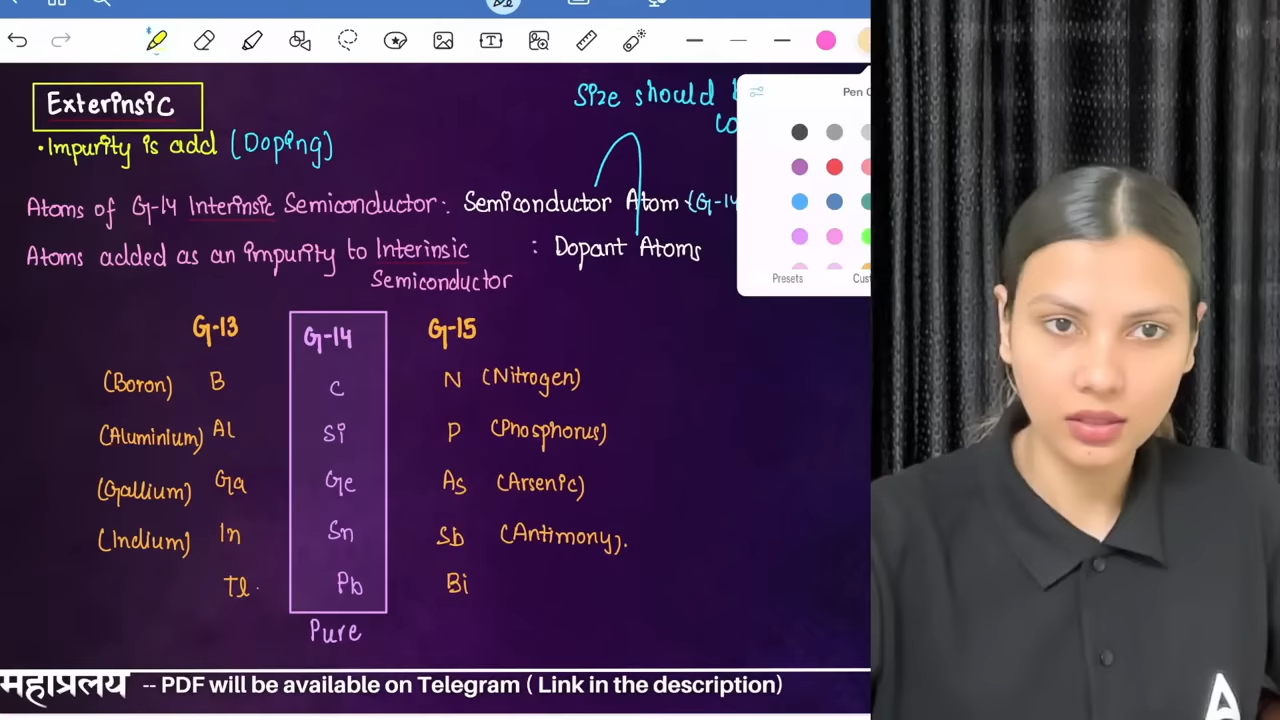 Exterinsic
Size should
co
•Impurity is add (Doping)
Atoms of G-14 Interinsic Semiconductor: Semiconductor Atom (G-14
Atoms added as an impurity to Interinsic : Dopant Atoms
Semiconductor
Presets
G-13 G-14 G-15
(Boron) B C N (Nitrogen)
(Aluminium) Al Si P (Phosphorus)
(Gallium) Ga Ge As (Arsenic)
(Indium) In Sn Sb (Antimony).
Tl. Pb Bi
Pure
महाप्रलय -- PDF will be available on Telegram ( Link in the description)